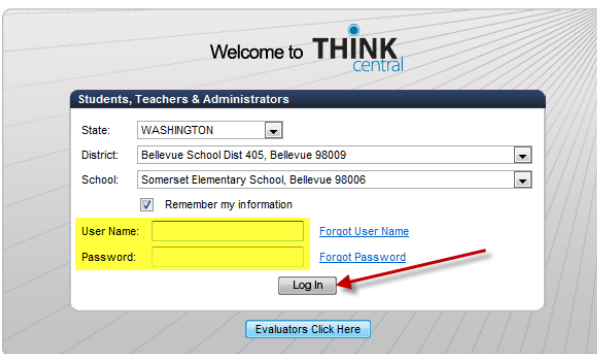 Welcome to THINK central
Students, Teachers & Administrators
State: WASHINGTON
District: Bellevue School Dist 405, Bellevue 98009
School: Somerset Elementary School, Bellevue 98006
Remember my information
User Name: Forgot User Name
Password: Forgot Password
Log In
Evaluators Click Here